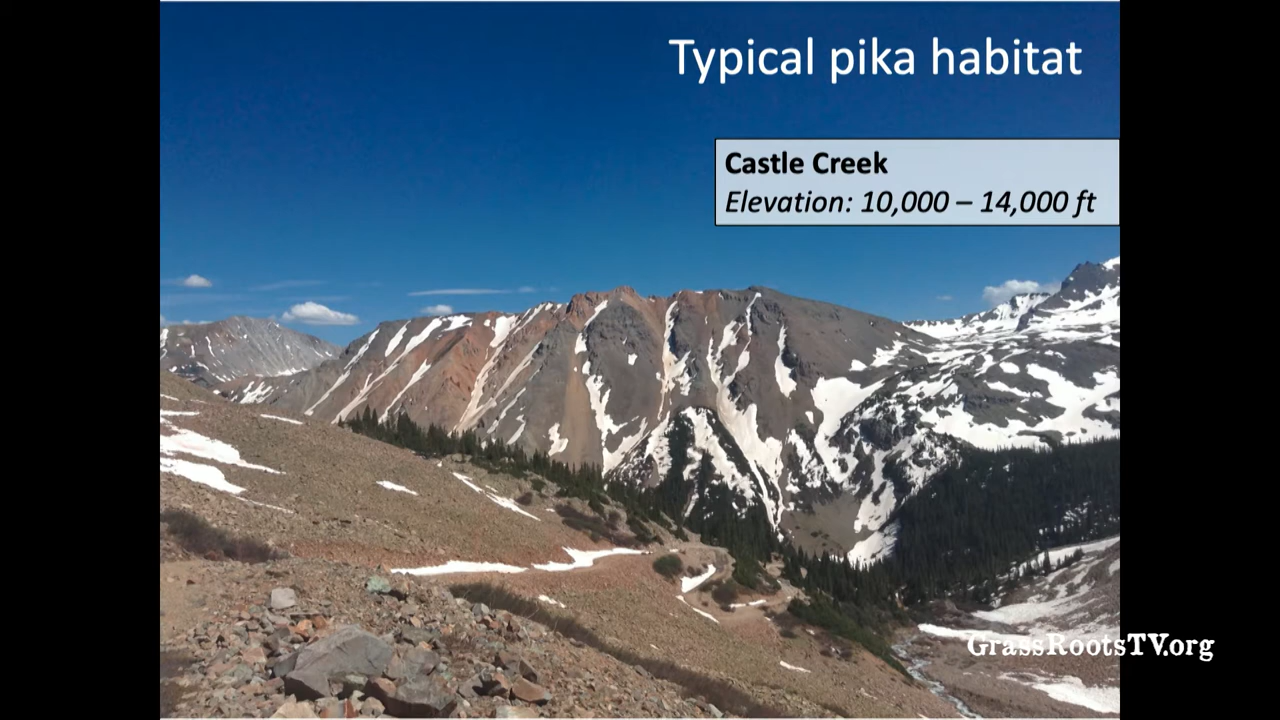 Typical pika habitat
Castle Creek
Elevation: 10,000 – 14,000 ft
GrassRootsTV.org